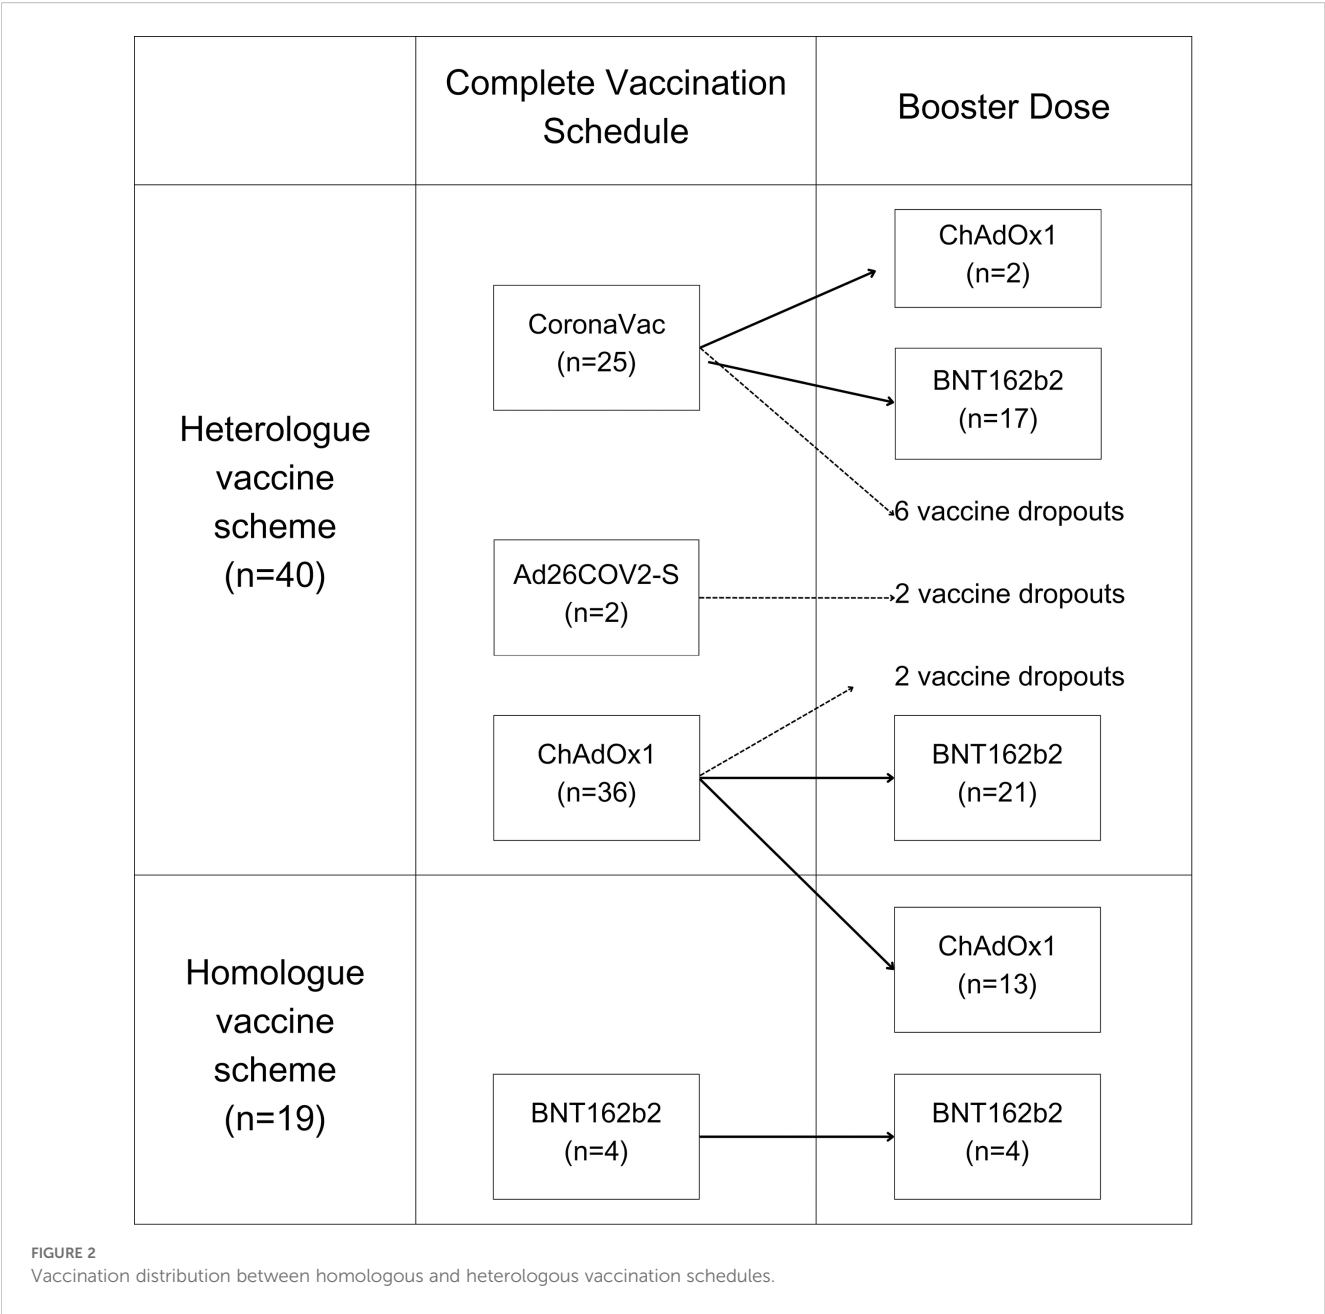 Complete Vaccination
Schedule
Booster Dose
Heterologue
vaccine
scheme
(n=40)
CoronaVac
(n=25)
ChAdOx1
(n=2)
BNT162b2
(n=17)
6 vaccine dropouts
Ad26COV2-S
(n=2)
2 vaccine dropouts
2 vaccine dropouts
ChAdOx1
(n=36)
BNT162b2
(n=21)
Homologue
vaccine
scheme
(n=19)
ChAdOx1
(n=13)
BNT162b2
(n=4)
BNT162b2
(n=4)
FIGURE 2
Vaccination distribution between homologous and heterologous vaccination schedules.